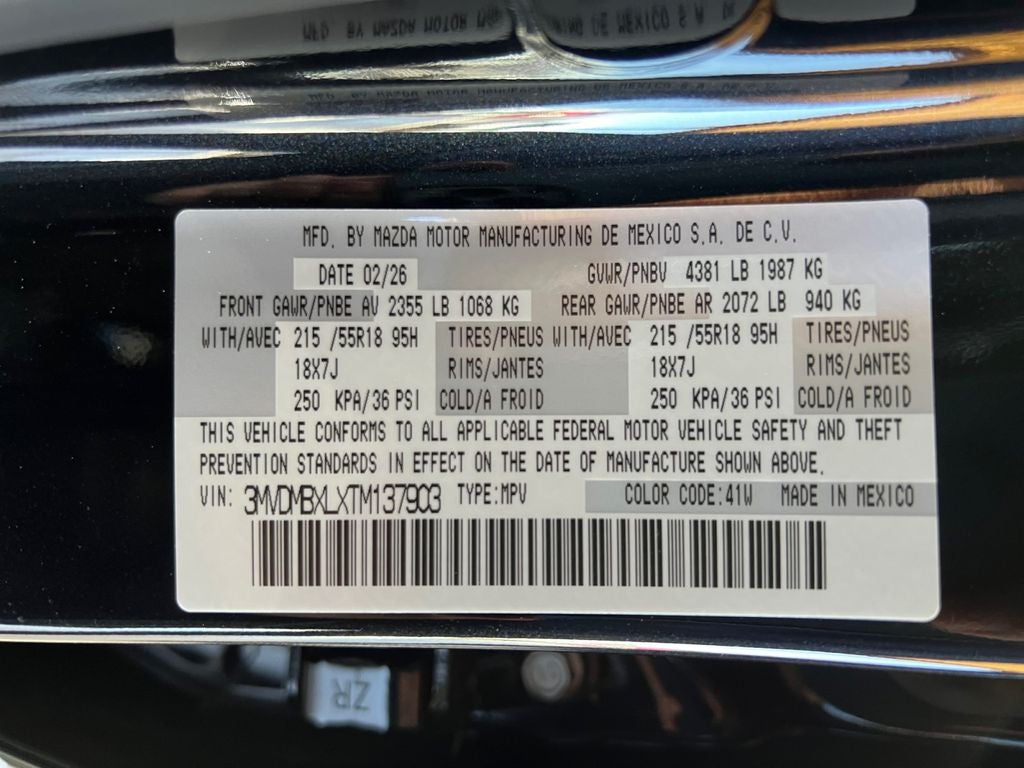 MFD. BY MAZDA MOTOR MANUFACTURING DE MEXICO S.A. DE C.V.
DATE 02/26 GVWR/PNBV 4381 LB 1987 KG
FRONT GAWR/PNBE AV 2355 LB 1068 KG REAR GAWR/PNBE AR 2072 LB 940 KG
WITH/AVEC 215 /55R18 95H TIRES/PNEUS WITH/AVEC 215 /55R18 95H TIRES/PNEUS
18X7J RIMS/JANTES 18X7J RIMS/JANTES
250 KPA/36 PSI COLD/A FROID 250 KPA/36 PSI COLD/A FROID
THIS VEHICLE CONFORMS TO ALL APPLICABLE FEDERAL MOTOR VEHICLE SAFETY AND THEFT
PREVENTION STANDARDS IN EFFECT ON THE DATE OF MANUFACTURE SHOWN ABOVE.
VIN: 3MVDMBXLXTM137903 TYPE:MPV COLOR CODE:41W MADE IN MEXICO
ZR